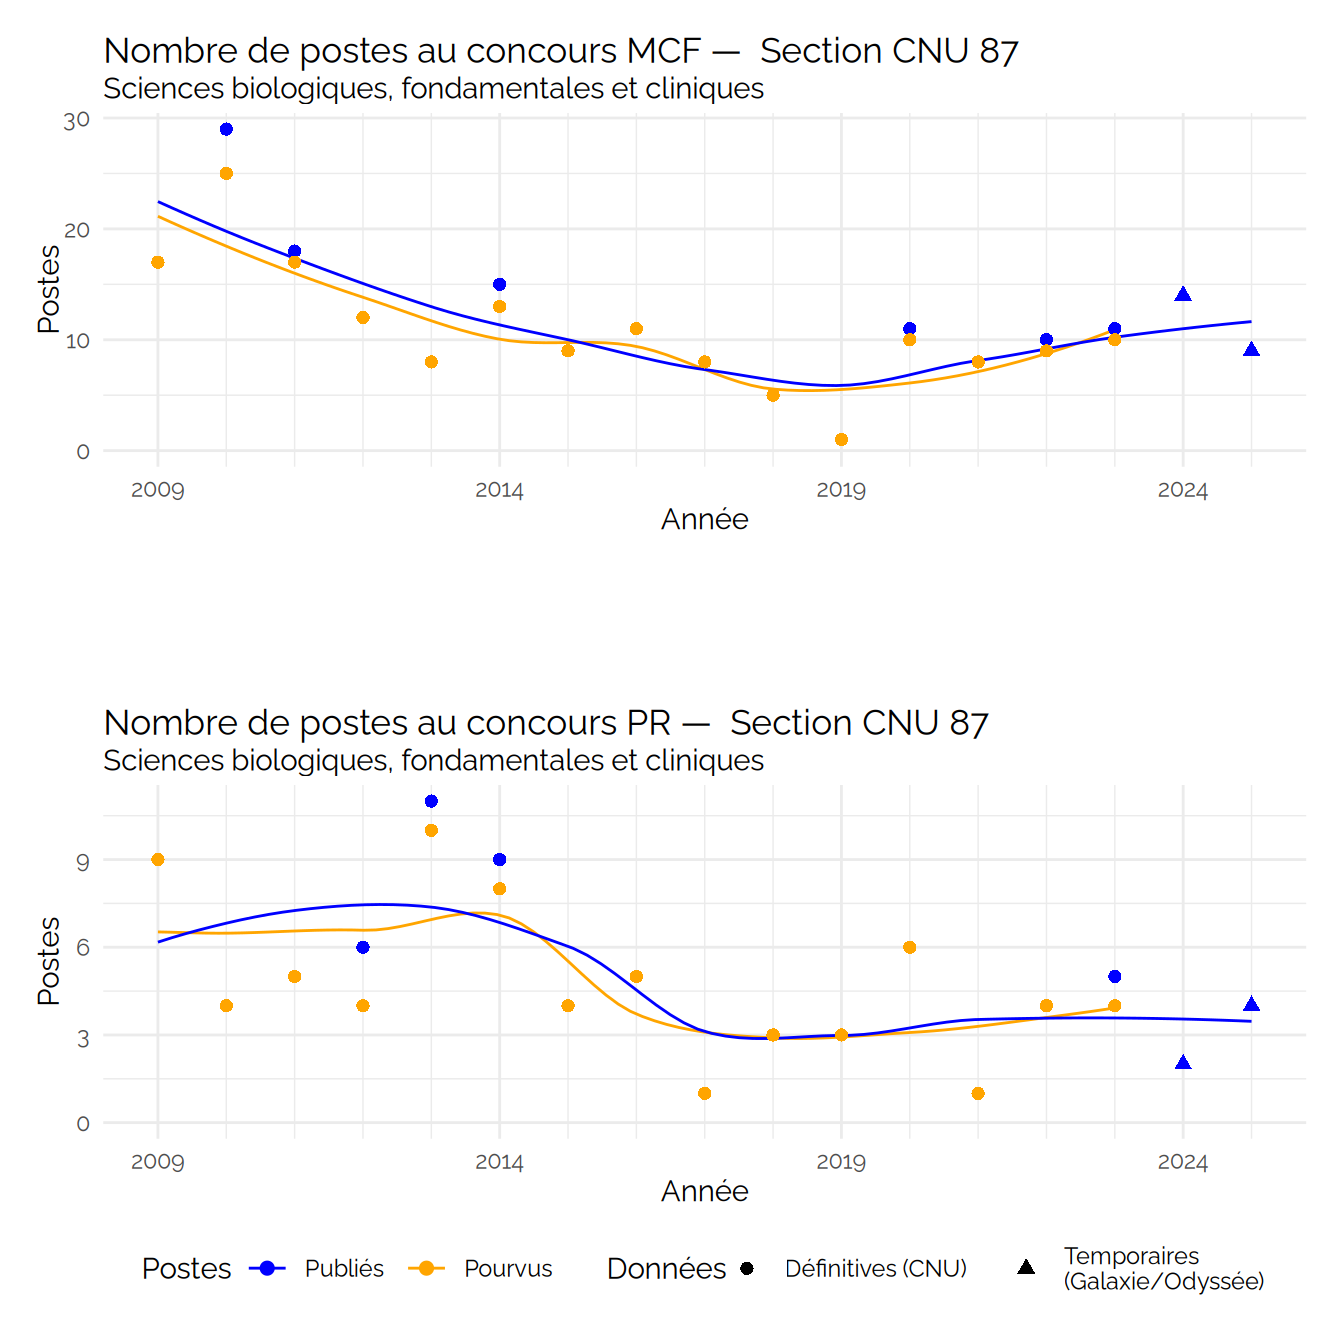 Nombre de postes au concours MCF —  Section CNU 87
Sciences biologiques, fondamentales et cliniques
30
20
10
0
Postes
2009
2014
2019
2024
Année
Nombre de postes au concours PR —  Section CNU 87
Sciences biologiques, fondamentales et cliniques
9
6
3
0
Postes
2009
2014
2019
2024
Année
Postes
Publiés
Pourvus
Données
Définitives (CNU)
Temporaires
(Galaxie/Odyssée)